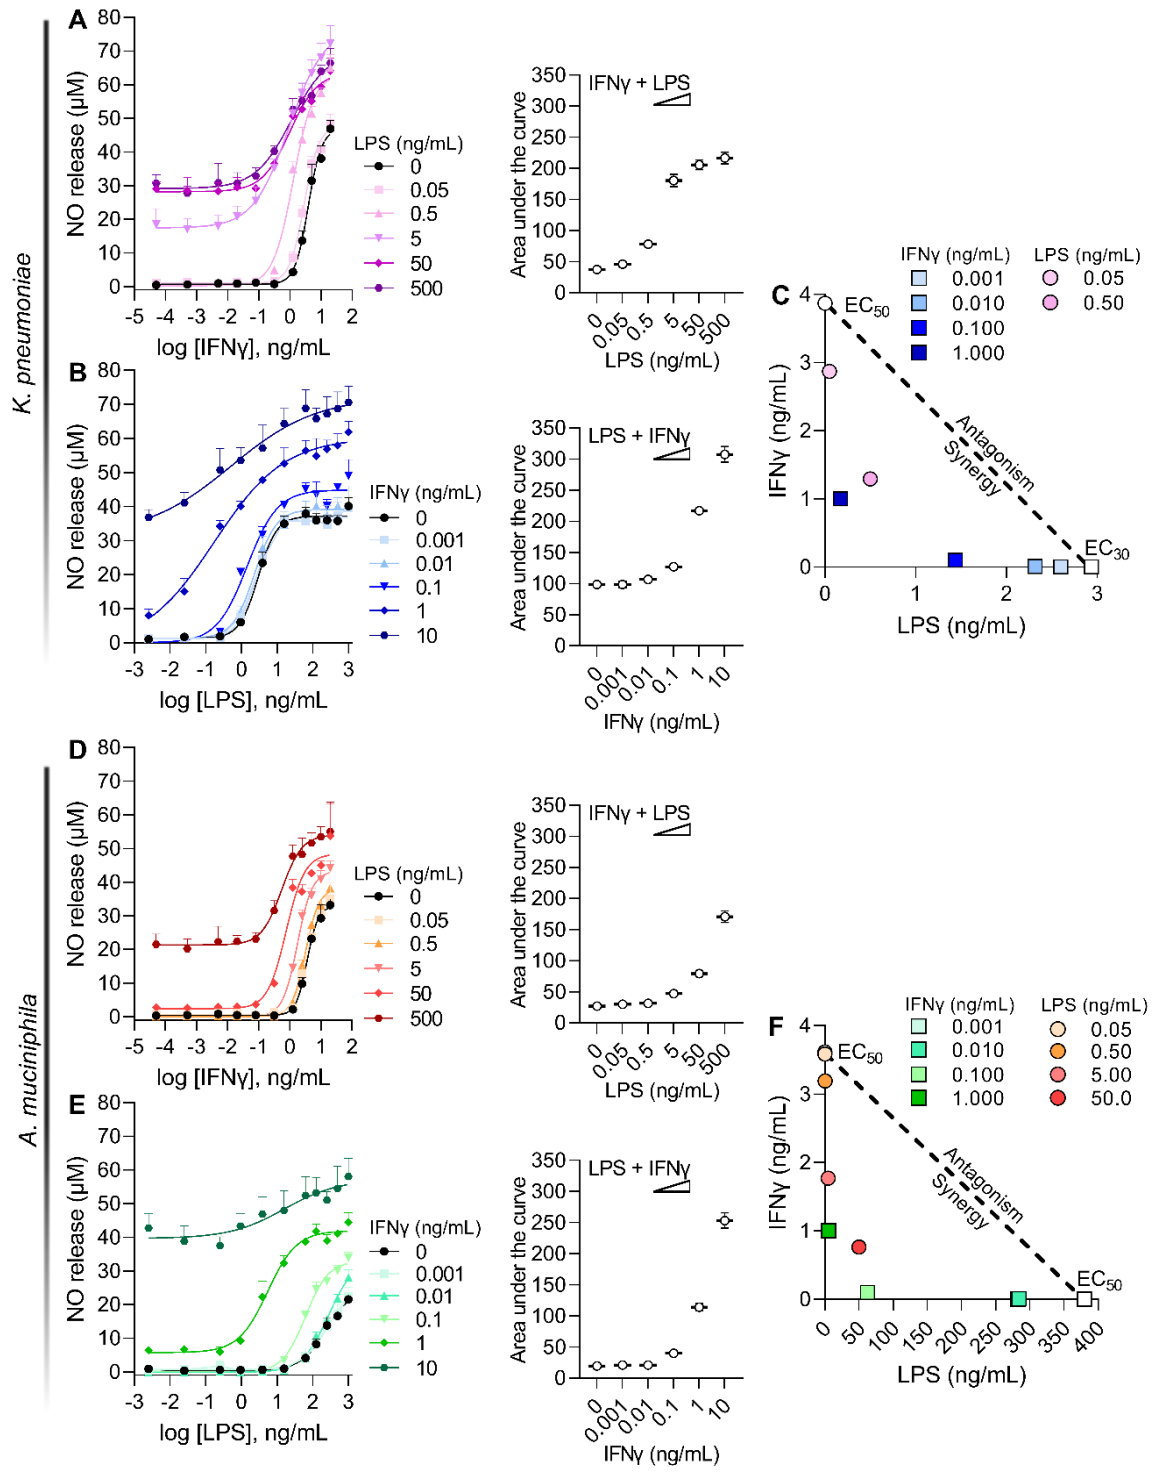 K. pneumoniae
A
80
70
60
50
40
30
20
10
0
NO release (µM)
-5 -4 -3 -2 -1 0 1 2
log [IFNγ], ng/mL
LPS (ng/mL)
0
0.05
0.5
5
50
500
350
300
250
200
150
100
50
0
Area under the curve
IFNγ + LPS
0 0.05 0.5 5 50 500
LPS (ng/mL)
B
80
70
60
50
40
30
20
10
0
NO release (µM)
-3 -2 -1 0 1 2 3
log [LPS], ng/mL
IFNγ (ng/mL)
0
0.001
0.01
0.1
1
10
350
300
250
200
150
100
50
0
Area under the curve
LPS + IFNγ
0 0.001 0.01 0.1 1 10
IFNγ (ng/mL)
C
IFNγ (ng/mL)
0.001
0.010
0.100
1.000
LPS (ng/mL)
0.05
0.50
4
3
2
1
0
IFNγ (ng/mL)
EC50
Antagonism
Synergy
EC30
0 1 2 3
LPS (ng/mL)
A. muciniphila
D
80
70
60
50
40
30
20
10
0
NO release (µM)
-5 -4 -3 -2 -1 0 1 2
log [IFNγ], ng/mL
LPS (ng/mL)
0
0.05
0.5
5
50
500
350
300
250
200
150
100
50
0
Area under the curve
IFNγ + LPS
0 0.05 0.5 5 50 500
LPS (ng/mL)
E
80
70
60
50
40
30
20
10
0
NO release (µM)
-3 -2 -1 0 1 2 3
log [LPS], ng/mL
IFNγ (ng/mL)
0
0.001
0.01
0.1
1
10
350
300
250
200
150
100
50
0
Area under the curve
LPS + IFNγ
0 0.001 0.01 0.1 1 10
IFNγ (ng/mL)
F
IFNγ (ng/mL)
0.001
0.010
0.100
1.000
LPS (ng/mL)
0.05
0.50
5.00
50.0
4
3
2
1
0
IFNγ (ng/mL)
EC50
Antagonism
Synergy
EC50
0 50 100 150 200 250 300 350 400
LPS (ng/mL)